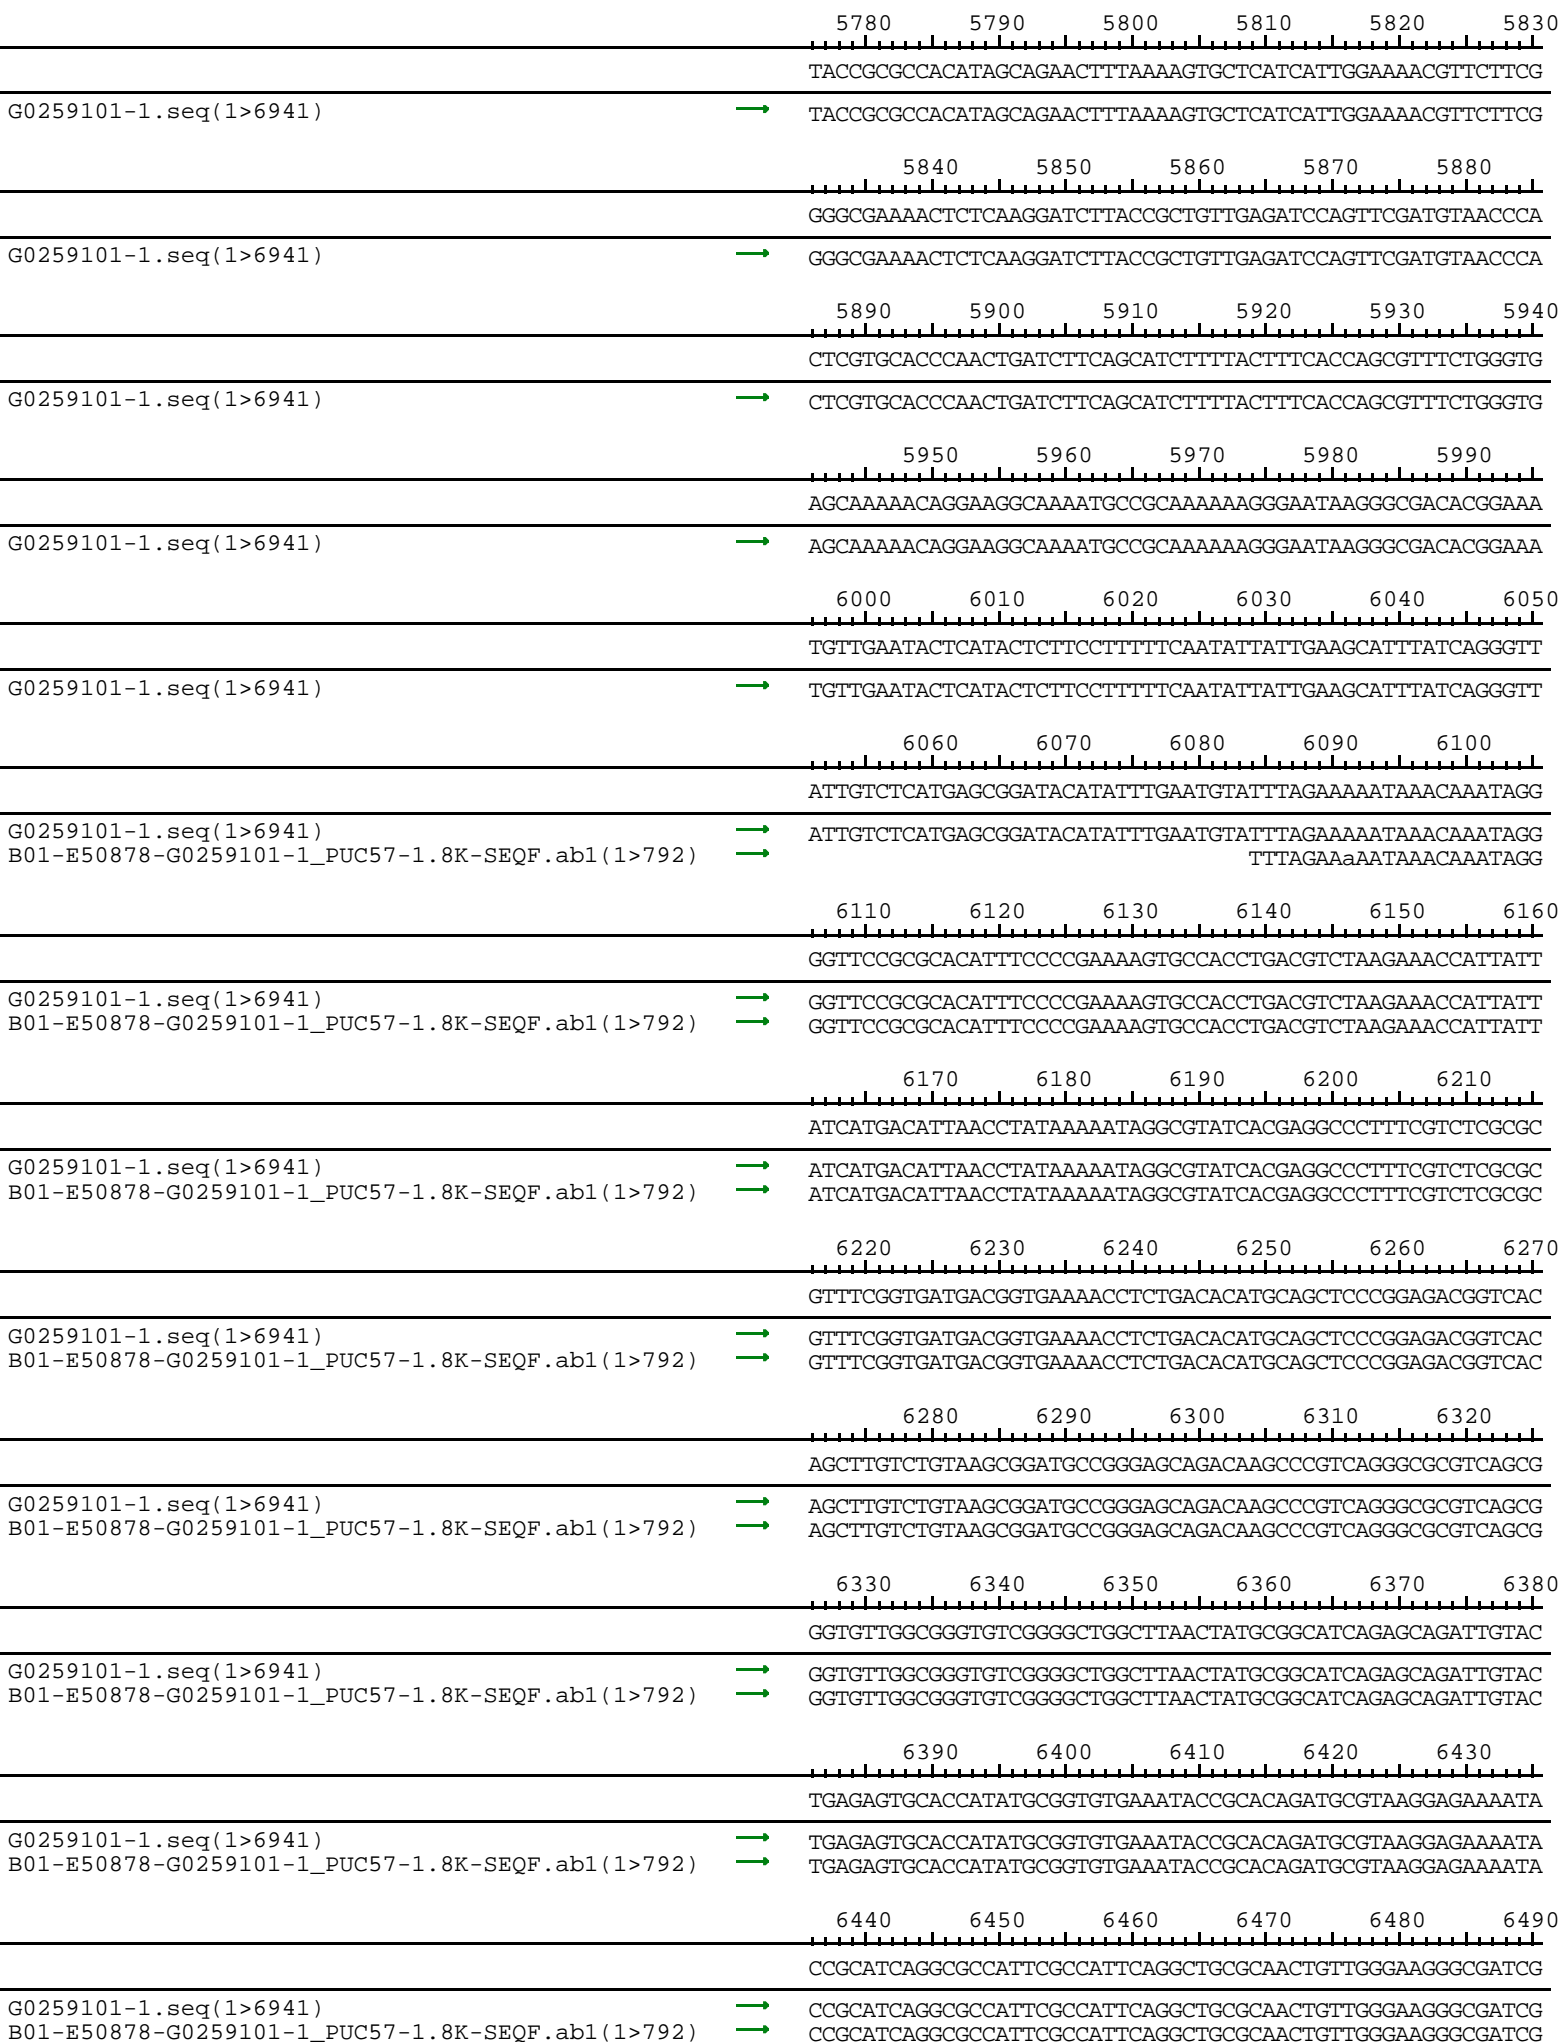 5780 5790 5800 5810 5820 5830
TACCGCGCCACATAGCAGAACTTTAAAAGTGCTCATCATTGGAAAACGTTCTTCG
G0259101-1.seq(1>6941) TACCGCGCCACATAGCAGAACTTTAAAAGTGCTCATCATTGGAAAACGTTCTTCG
5840 5850 5860 5870 5880
GGGCGAAAACTCTCAAGGATCTTACCGCTGTTGAGATCCAGTTCGATGTAACCCA
G0259101-1.seq(1>6941) GGGCGAAAACTCTCAAGGATCTTACCGCTGTTGAGATCCAGTTCGATGTAACCCA
5890 5900 5910 5920 5930 5940
CTCGTGCACCCAACTGATCTTCAGCATCTTTTACTTTCACCAGCGTTTCTGGGTG
G0259101-1.seq(1>6941) CTCGTGCACCCAACTGATCTTCAGCATCTTTTACTTTCACCAGCGTTTCTGGGTG
5950 5960 5970 5980 5990
AGCAAAAACAGGAAGGCAAAATGCCGCAAAAAAGGGAATAAGGGCGACACGGAAA
G0259101-1.seq(1>6941) AGCAAAAACAGGAAGGCAAAATGCCGCAAAAAAGGGAATAAGGGCGACACGGAAA
6000 6010 6020 6030 6040 6050
TGTTGAATACTCATACTCTTCCTTTTTCAATATTATTGAAGCATTTATCAGGGTT
G0259101-1.seq(1>6941) TGTTGAATACTCATACTCTTCCTTTTTCAATATTATTGAAGCATTTATCAGGGTT
6060 6070 6080 6090 6100
ATTGTCTCATGAGCGGATACATATTTGAATGTATTTAGAAAAATAAACAAATAGG
G0259101-1.seq(1>6941) ATTGTCTCATGAGCGGATACATATTTGAATGTATTTAGAAAAATAAACAAATAGG
B01-E50878-G0259101-1_PUC57-1.8K-SEQF.ab1(1>792) TTTAGAAaAATAAACAAATAGG
6110 6120 6130 6140 6150 6160
GGTTCCGCGCACATTTCCCCGAAAAGTGCCACCTGACGTCTAAGAAACCATTATT
G0259101-1.seq(1>6941) GGTTCCGCGCACATTTCCCCGAAAAGTGCCACCTGACGTCTAAGAAACCATTATT
B01-E50878-G0259101-1_PUC57-1.8K-SEQF.ab1(1>792) GGTTCCGCGCACATTTCCCCGAAAAGTGCCACCTGACGTCTAAGAAACCATTATT
6170 6180 6190 6200 6210
ATCATGACATTAACCTATAAAAATAGGCGTATCACGAGGCCCTTTCGTCTCGCGC
G0259101-1.seq(1>6941) ATCATGACATTAACCTATAAAAATAGGCGTATCACGAGGCCCTTTCGTCTCGCGC
B01-E50878-G0259101-1_PUC57-1.8K-SEQF.ab1(1>792) ATCATGACATTAACCTATAAAAATAGGCGTATCACGAGGCCCTTTCGTCTCGCGC
6220 6230 6240 6250 6260 6270
GTTTCGGTGATGACGGTGAAAACCTCTGACACATGCAGCTCCCGGAGACGGTCAC
G0259101-1.seq(1>6941) GTTTCGGTGATGACGGTGAAAACCTCTGACACATGCAGCTCCCGGAGACGGTCAC
B01-E50878-G0259101-1_PUC57-1.8K-SEQF.ab1(1>792) GTTTCGGTGATGACGGTGAAAACCTCTGACACATGCAGCTCCCGGAGACGGTCAC
6280 6290 6300 6310 6320
AGCTTGTCTGTAAGCGGATGCCGGGAGCAGACAAGCCCGTCAGGGCGCGTCAGCG
G0259101-1.seq(1>6941) AGCTTGTCTGTAAGCGGATGCCGGGAGCAGACAAGCCCGTCAGGGCGCGTCAGCG
B01-E50878-G0259101-1_PUC57-1.8K-SEQF.ab1(1>792) AGCTTGTCTGTAAGCGGATGCCGGGAGCAGACAAGCCCGTCAGGGCGCGTCAGCG
6330 6340 6350 6360 6370 6380
GGTGTTGGCGGGTGTCGGGGCTGGCTTAACTATGCGGCATCAGAGCAGATTGTAC
G0259101-1.seq(1>6941) GGTGTTGGCGGGTGTCGGGGCTGGCTTAACTATGCGGCATCAGAGCAGATTGTAC
B01-E50878-G0259101-1_PUC57-1.8K-SEQF.ab1(1>792) GGTGTTGGCGGGTGTCGGGGCTGGCTTAACTATGCGGCATCAGAGCAGATTGTAC
6390 6400 6410 6420 6430
TGAGAGTGCACCATATGCGGTGTGAAATACCGCACAGATGCGTAAGGAGAAAATA
G0259101-1.seq(1>6941) TGAGAGTGCACCATATGCGGTGTGAAATACCGCACAGATGCGTAAGGAGAAAATA
B01-E50878-G0259101-1_PUC57-1.8K-SEQF.ab1(1>792) TGAGAGTGCACCATATGCGGTGTGAAATACCGCACAGATGCGTAAGGAGAAAATA
6440 6450 6460 6470 6480 6490
CCGCATCAGGCGCCATTCGCCATTCAGGCTGCGCAACTGTTGGGAAGGGCGATCG
G0259101-1.seq(1>6941) CCGCATCAGGCGCCATTCGCCATTCAGGCTGCGCAACTGTTGGGAAGGGCGATCG
B01-E50878-G0259101-1_PUC57-1.8K-SEQF.ab1(1>792) CCGCATCAGGCGCCATTCGCCATTCAGGCTGCGCAACTGTTGGGAAGGGCGATCG